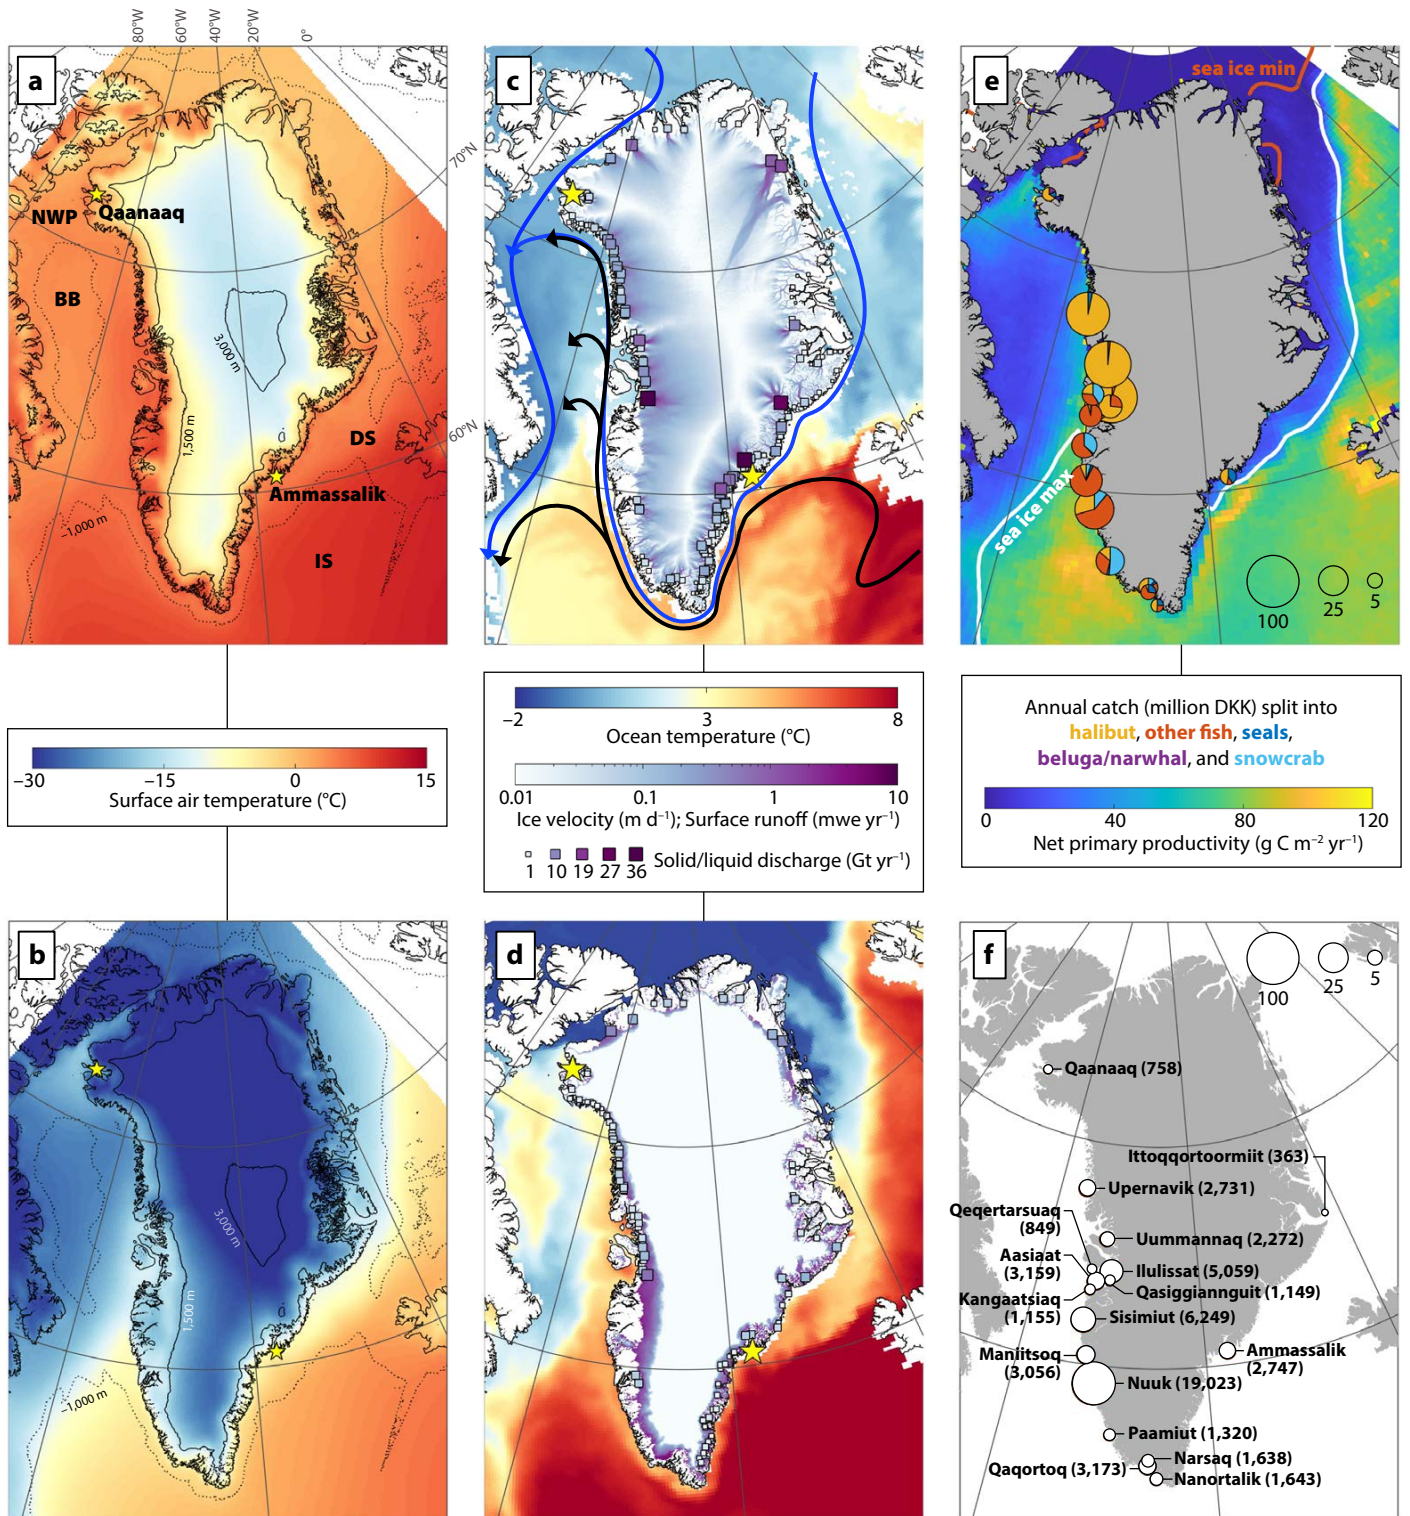 80°W 60°W 40°W 20°W 0°
a
NWP
Qaanaaq
BB
3,000 m
1,500 m
DS
Ammassalik
−1,000 m
IS
70°N
60°N
c
e
sea ice min
sea ice max
100
25
5
−30 −15 0 15
Surface air temperature (°C)
−2 3 8
Ocean temperature (°C)
0.01 0.1 1 10
Ice velocity (m d⁻¹); Surface runoff (mwe yr⁻¹)
1 10 19 27 36
Solid/liquid discharge (Gt yr⁻¹)
Annual catch (million DKK) split into
halibut, other fish, seals,
beluga/narwhal, and snowcrab
0 40 80 120
Net primary productivity (g C m⁻² yr⁻¹)
b
3,000 m
1,500 m
−1,000 m
d
f
100
25
5
Qaanaaq (758)
Ittoqqortoormiit (363)
Upernavik (2,731)
Qeqertarsuaq
(849)
Uummannaq (2,272)
Aasiaat
(3,159)
Ilulissat (5,059)
Qasiggiannguit (1,149)
Kangaatsiaq
(1,155)
Sisimiut (6,249)
Maniitsoq
(3,056)
Ammassalik
(2,747)
Nuuk (19,023)
Paamiut (1,320)
Narsaq (1,638)
Qaqortoq (3,173)
Nanortalik (1,643)